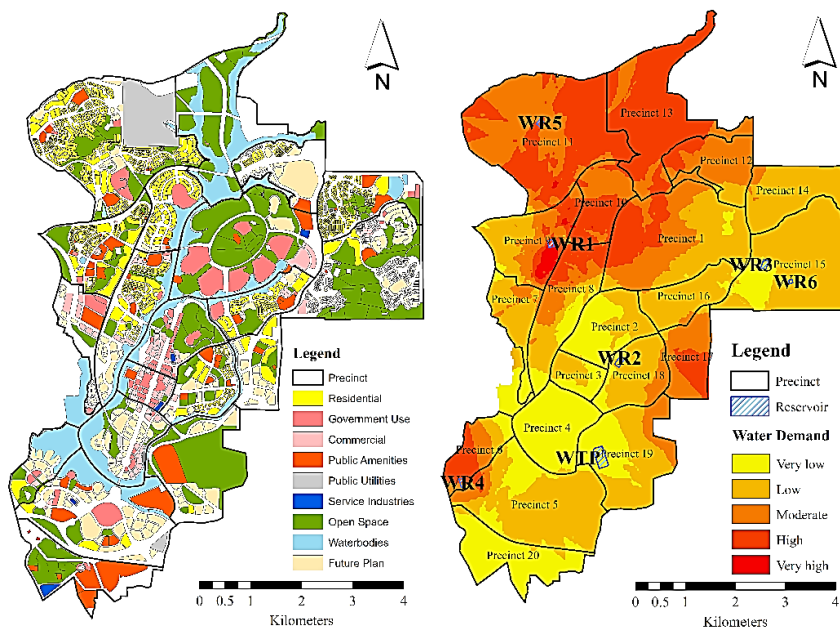 N
Legend
Precinct
Residential
Government Use
Commercial
Public Amenities
Public Utilities
Service Industries
Open Space
Waterbodies
Future Plan
0 0.5 1 2 3 4
Kilometers
N
Precinct 13
WR5
Precinct 11
Precinct 12
Precinct 14
Precinct 10
Precinct
WR1
Precinct 1
WR3
Precinct 15
WR6
Precinct 7
Precinct 8
Precinct 16
Precinct 2
WR2
Precinct 17
Precinct 3
Precinct 18
Precinct 4
Precinct 6
WTP
Precinct 19
WR4
Precinct 5
Precinct 20
Legend
Precinct
Reservoir
Water Demand
Very low
Low
Moderate
High
Very high
0 0.5 1 2 3 4
Kilometers